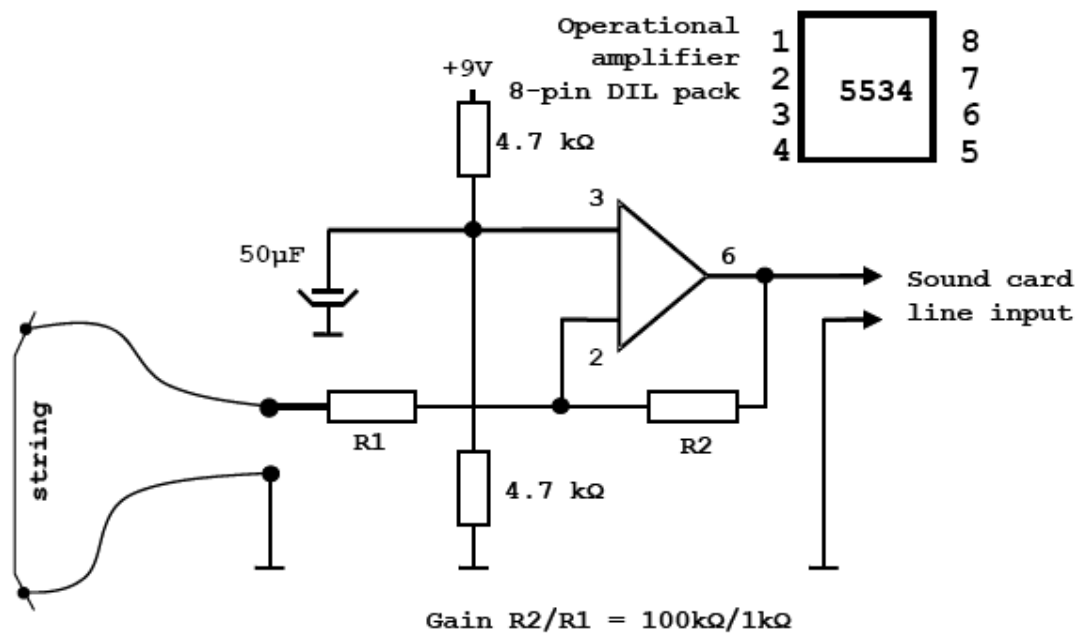 Operational
amplifier
8-pin DIL pack
1
2
3
4
5534
8
7
6
5
+9V
4.7 kΩ
3
50µF
6
Sound card
line input
2
string
R1
R2
4.7 kΩ
Gain R2/R1 = 100kΩ/1kΩ